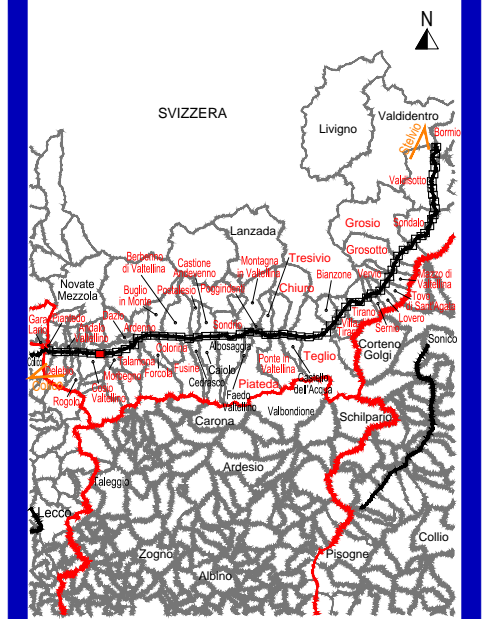 N
SVIZZERA
Valdidentro
Bormio
Stelvio
Livigno
Valdisotto
Sondalo
Grosio
Lanzada
Grosotto
Berbenno
di Valtellina
Castione
Andevenno
Montagna
in Valtellina
Tresivio
Bianzone
Vervio
Mazzo di
Valtellina
Novate
Mezzola
Buglio
in Monte
Postalesio
Poggiridenti
Chiuro
Tovo
di Sant'Agata
Lovero
Gera
Lario
Piantedo
Dazio
Andalo
Valtellino
Ardenno
Sondrio
Tirano
Villa di
Tirano
Sernio
Albosaggia
Corteno
Golgi
Sonico
Colorina
Talamona
Forcola
Fusine
Caiolo
Cedrasco
Ponte in
Valtellina
Teglio
Morbegno
Cosio
Valtellino
Rogolo
Piateda
Castello
dell'Acqua
Faedo
Valtellino
Carona
Valbondione
Schilpario
Ardesio
Taleggio
Lecco
Zogno
Albino
Pisogne
Collio